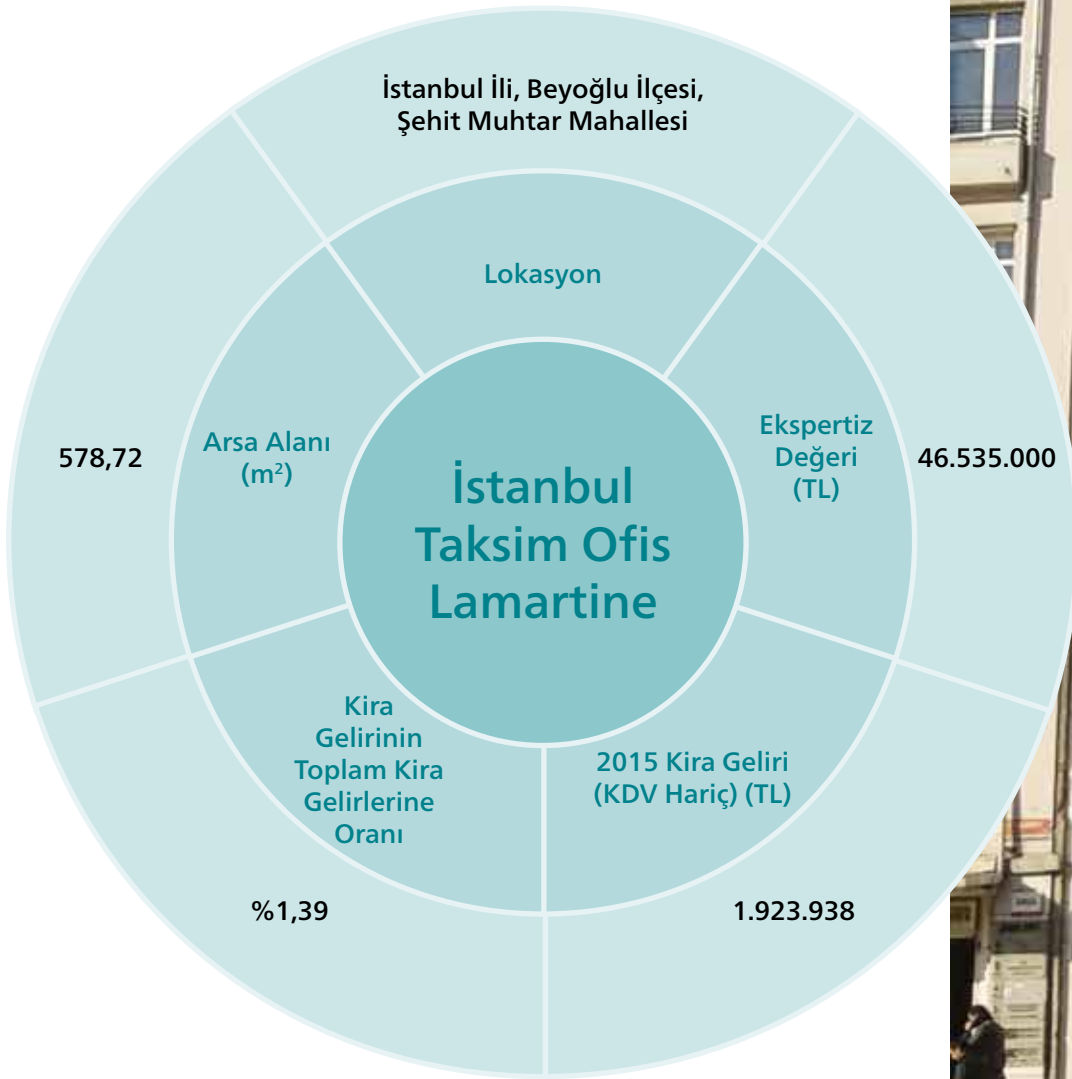 İstanbul İli, Beyoğlu İlçesi,
Şehit Muhtar Mahallesi
Lokasyon
Ekspertiz
Değeri
(TL)
46.535.000
578,72
Arsa Alanı
(m²)
İstanbul
Taksim Ofis
Lamartine
Kira
Gelirinin
Toplam Kira
Gelirlerine
Oranı
2015 Kira Geliri
(KDV Hariç) (TL)
%1,39
1.923.938